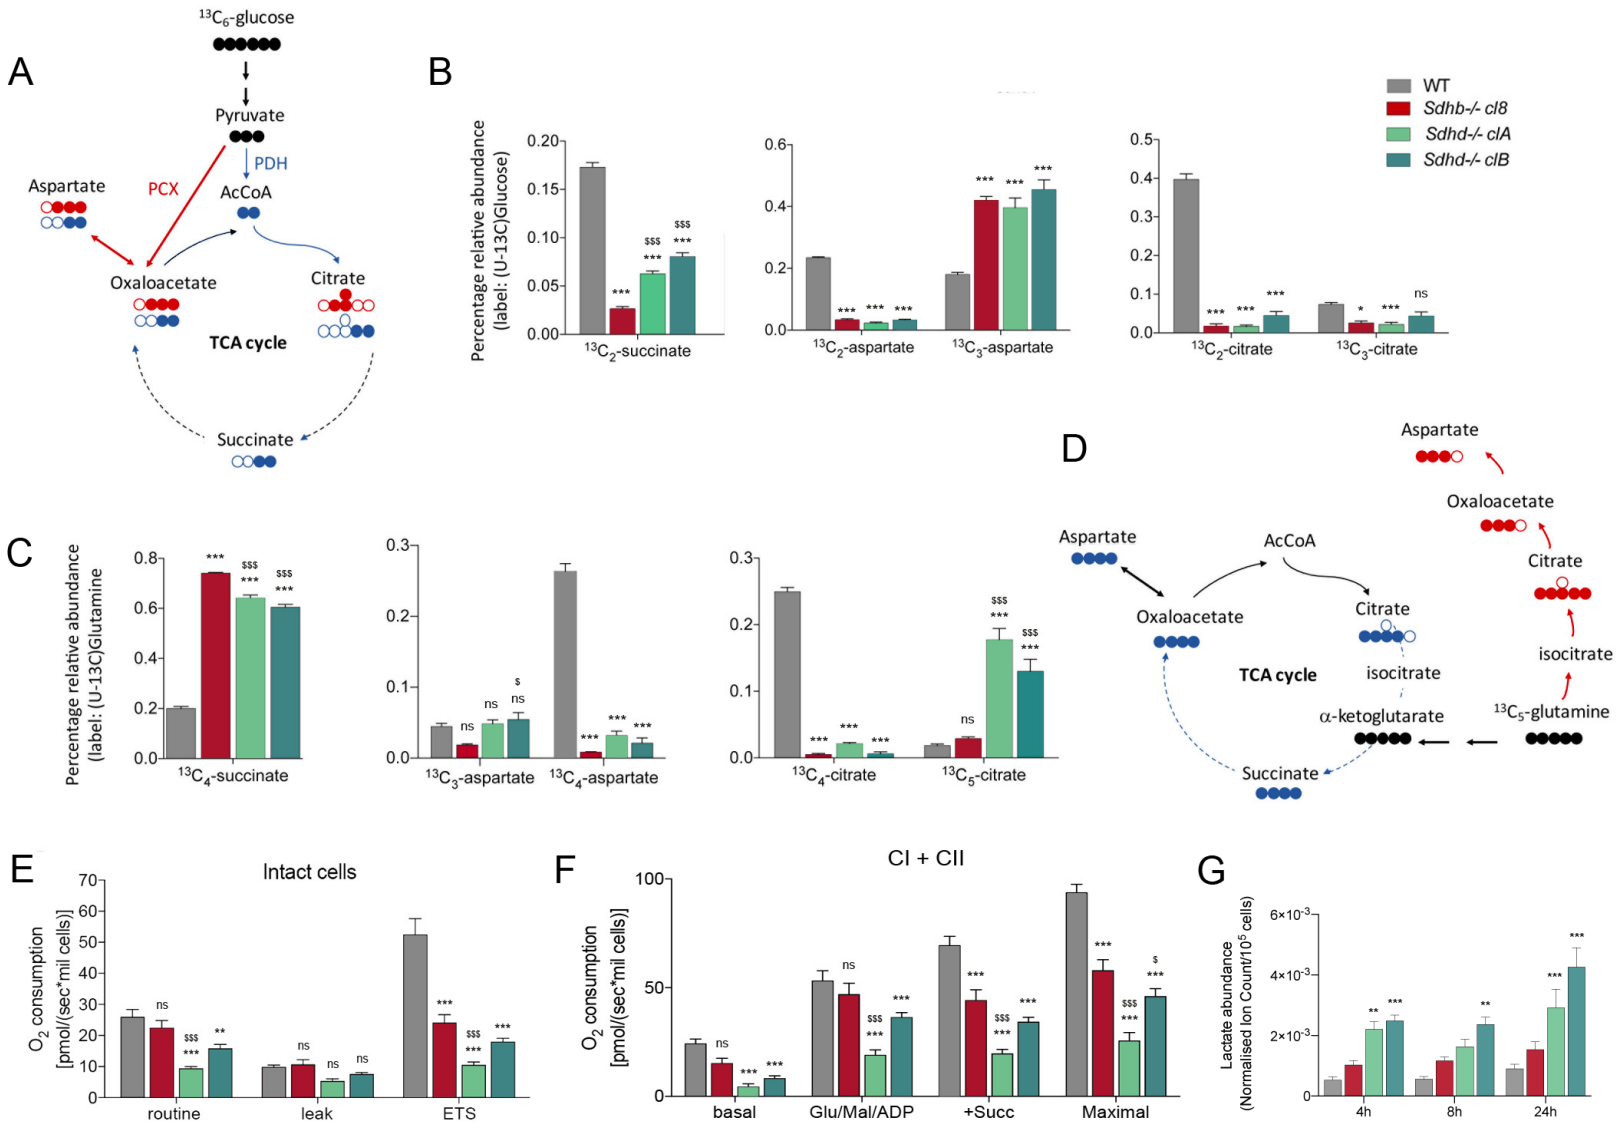 A
¹³C₆-glucose
Pyruvate
PDH
PCX
AcCoA
Aspartate
Oxaloacetate
Citrate
TCA cycle
Succinate
B
Percentage relative abundance
(label: (U-13C)Glucose)
0.20
0.15
0.10
0.05
0.00
***
$$$
***
$$$
***
¹³C₂-succinate
0.6
0.4
0.2
0.0
***
***
***
***
***
***
¹³C₂-aspartate
¹³C₃-aspartate
0.5
0.4
0.3
0.2
0.1
0.0
***
***
***
*
***
ns
¹³C₂-citrate
¹³C₃-citrate
WT
Sdhb-/- cl8
Sdhd-/- clA
Sdhd-/- clB
C
Percentage relative abundance
(label: (U-13C)Glutamine
0.8
0.6
0.4
0.2
0.0
***
$$$
***
$$$
***
¹³C₄-succinate
0.3
0.2
0.1
0.0
ns
ns
$
ns
***
***
***
¹³C₃-aspartate
¹³C₄-aspartate
0.3
0.2
0.1
0.0
***
***
***
ns
$$$
***
$$$
***
¹³C₄-citrate
¹³C₅-citrate
D
Aspartate
Oxaloacetate
Citrate
isocitrate
¹³C₅-glutamine
Aspartate
AcCoA
Oxaloacetate
Citrate
TCA cycle
isocitrate
α-ketoglutarate
Succinate
E
Intact cells
O₂ consumption
[pmol/(sec*mil cells)]
70
60
50
40
30
20
10
0
ns
$$$
***
**
ns
ns
ns
***
$$$
***
***
routine
leak
ETS
F
CI + CII
O₂ consumption
[pmol/(sec*mil cells)]
100
50
0
ns
***
***
ns
$$$
***
***
***
$$$
***
***
***
$$$
***
$
***
basal
Glu/Mal/ADP
+Succ
Maximal
G
Lactate abundance
(Normalised Ion Count/10⁵ cells)
6×10⁻³
4×10⁻³
2×10⁻³
0
**
***
**
***
***
4h
8h
24h